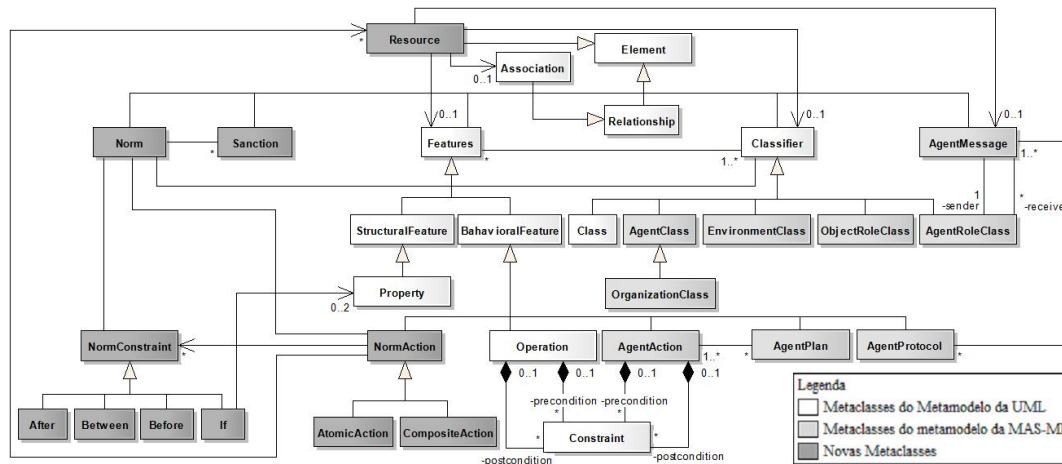 Resource
*
Element
Association
0..1
Relationship
0..1
0..1
0..1
Norm
*
Sanction
Features
*
1..*
Classifier
AgentMessage
1..*
1
-sender
*
-receive
StructuralFeature
BahavioralFeature
Class
AgentClass
EnvironmentClass
ObjectRoleClass
AgentRoleClass
Property
0..2
OrganizationClass
NormConstraint
*
NormAction
Operation
AgentAction
1..*
*
AgentPlan
AgentProtocol
*
0..1
0..1
0..1
0..1
-precondition
-precondition
*
*
After
Between
Before
If
AtomicAction
CompositeAction
*
Constraint
*
-postcondition
-postcondition
Legenda
Metaclasses do Metamodelo da UML
Metaclasses do metamodelo da MAS-ML
Novas Metaclasses